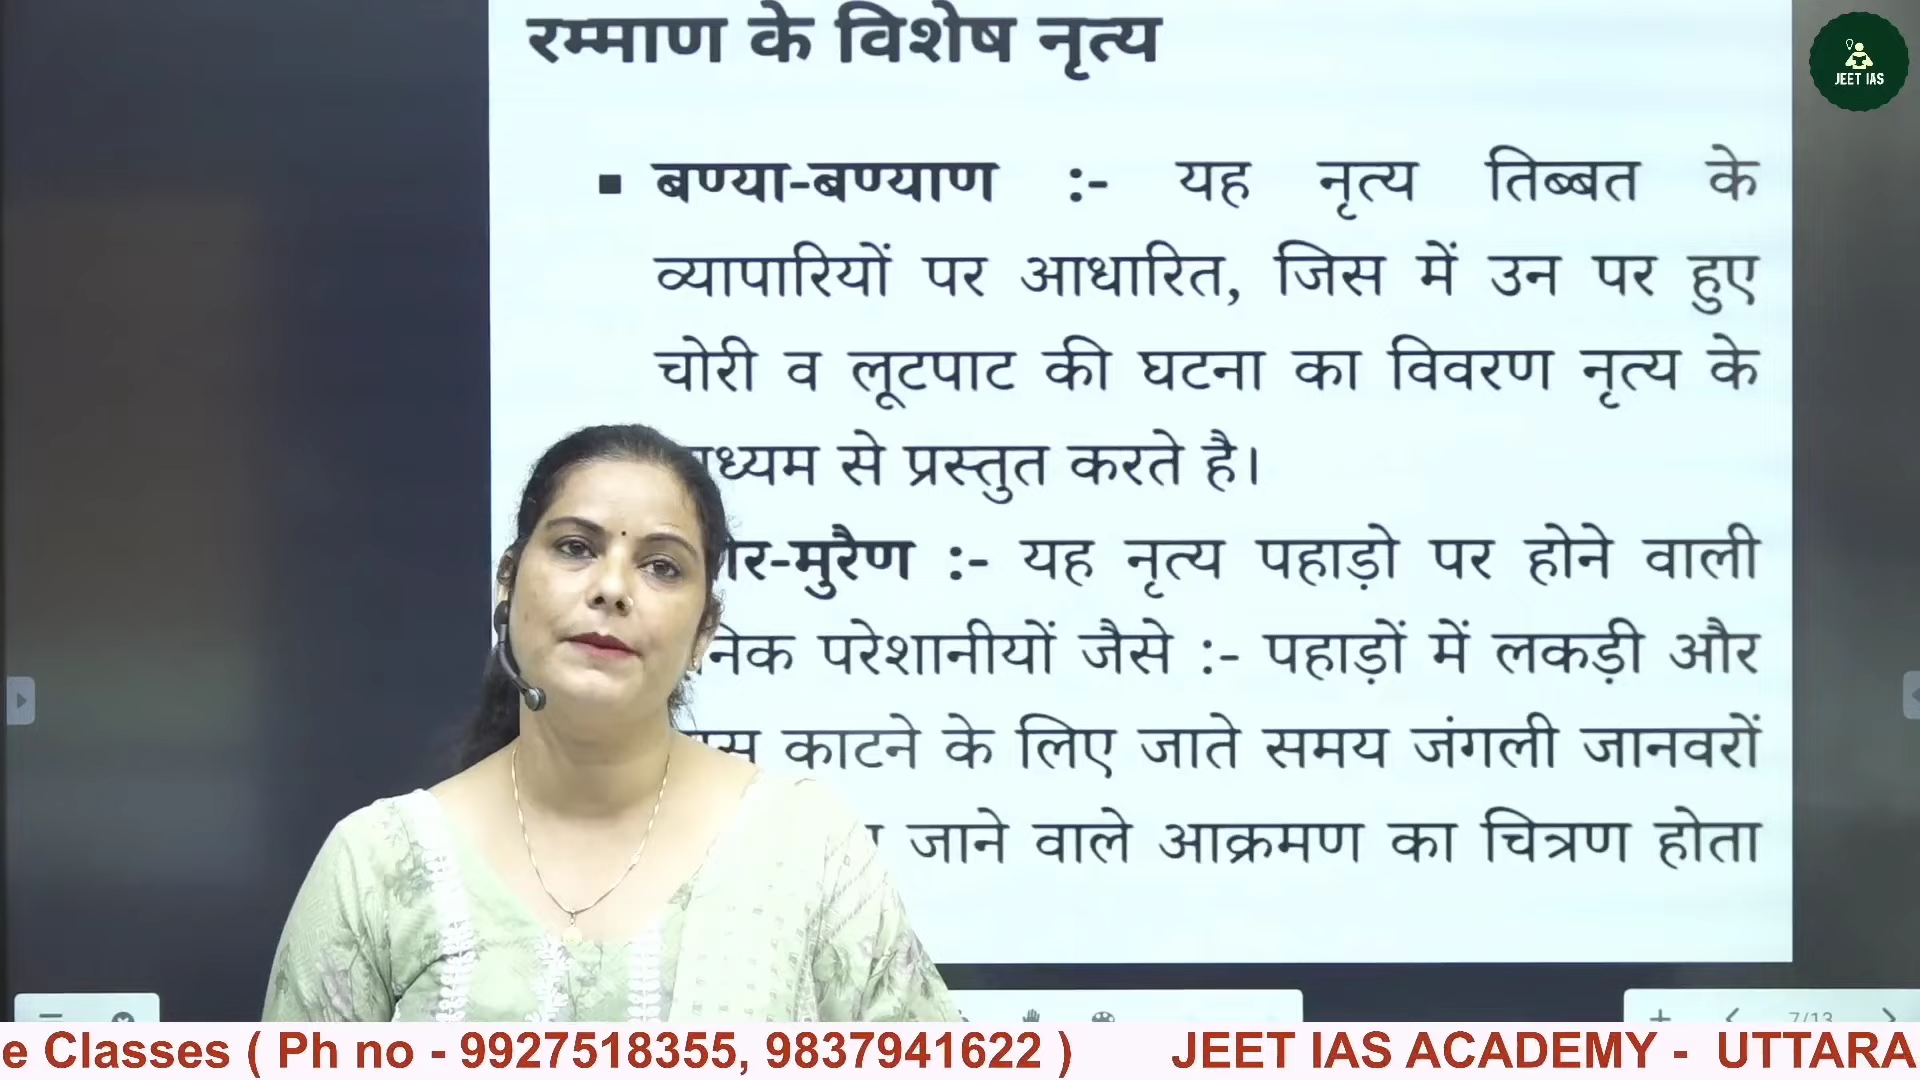 रम्माण के विशेष नृत्य
JEET IAS
▪ बण्या-बण्याण :- यह नृत्य तिब्बत के
व्यापारियों पर आधारित, जिस में उन पर हुए
चोरी व लूटपाट की घटना का विवरण नृत्य के
से प्रस्तुत करते है।
:- यह नृत्य पहाड़ो पर होने वाली
परेशानीयों जैसे :- पहाड़ों में लकड़ी और
काटने के लिए जाते समय जंगली जानवरों
जाने वाले आक्रमण का चित्रण होता
7/13
e Classes ( Ph no - 9927518355, 9837941622 ) JEET IAS ACADEMY - UTTARA